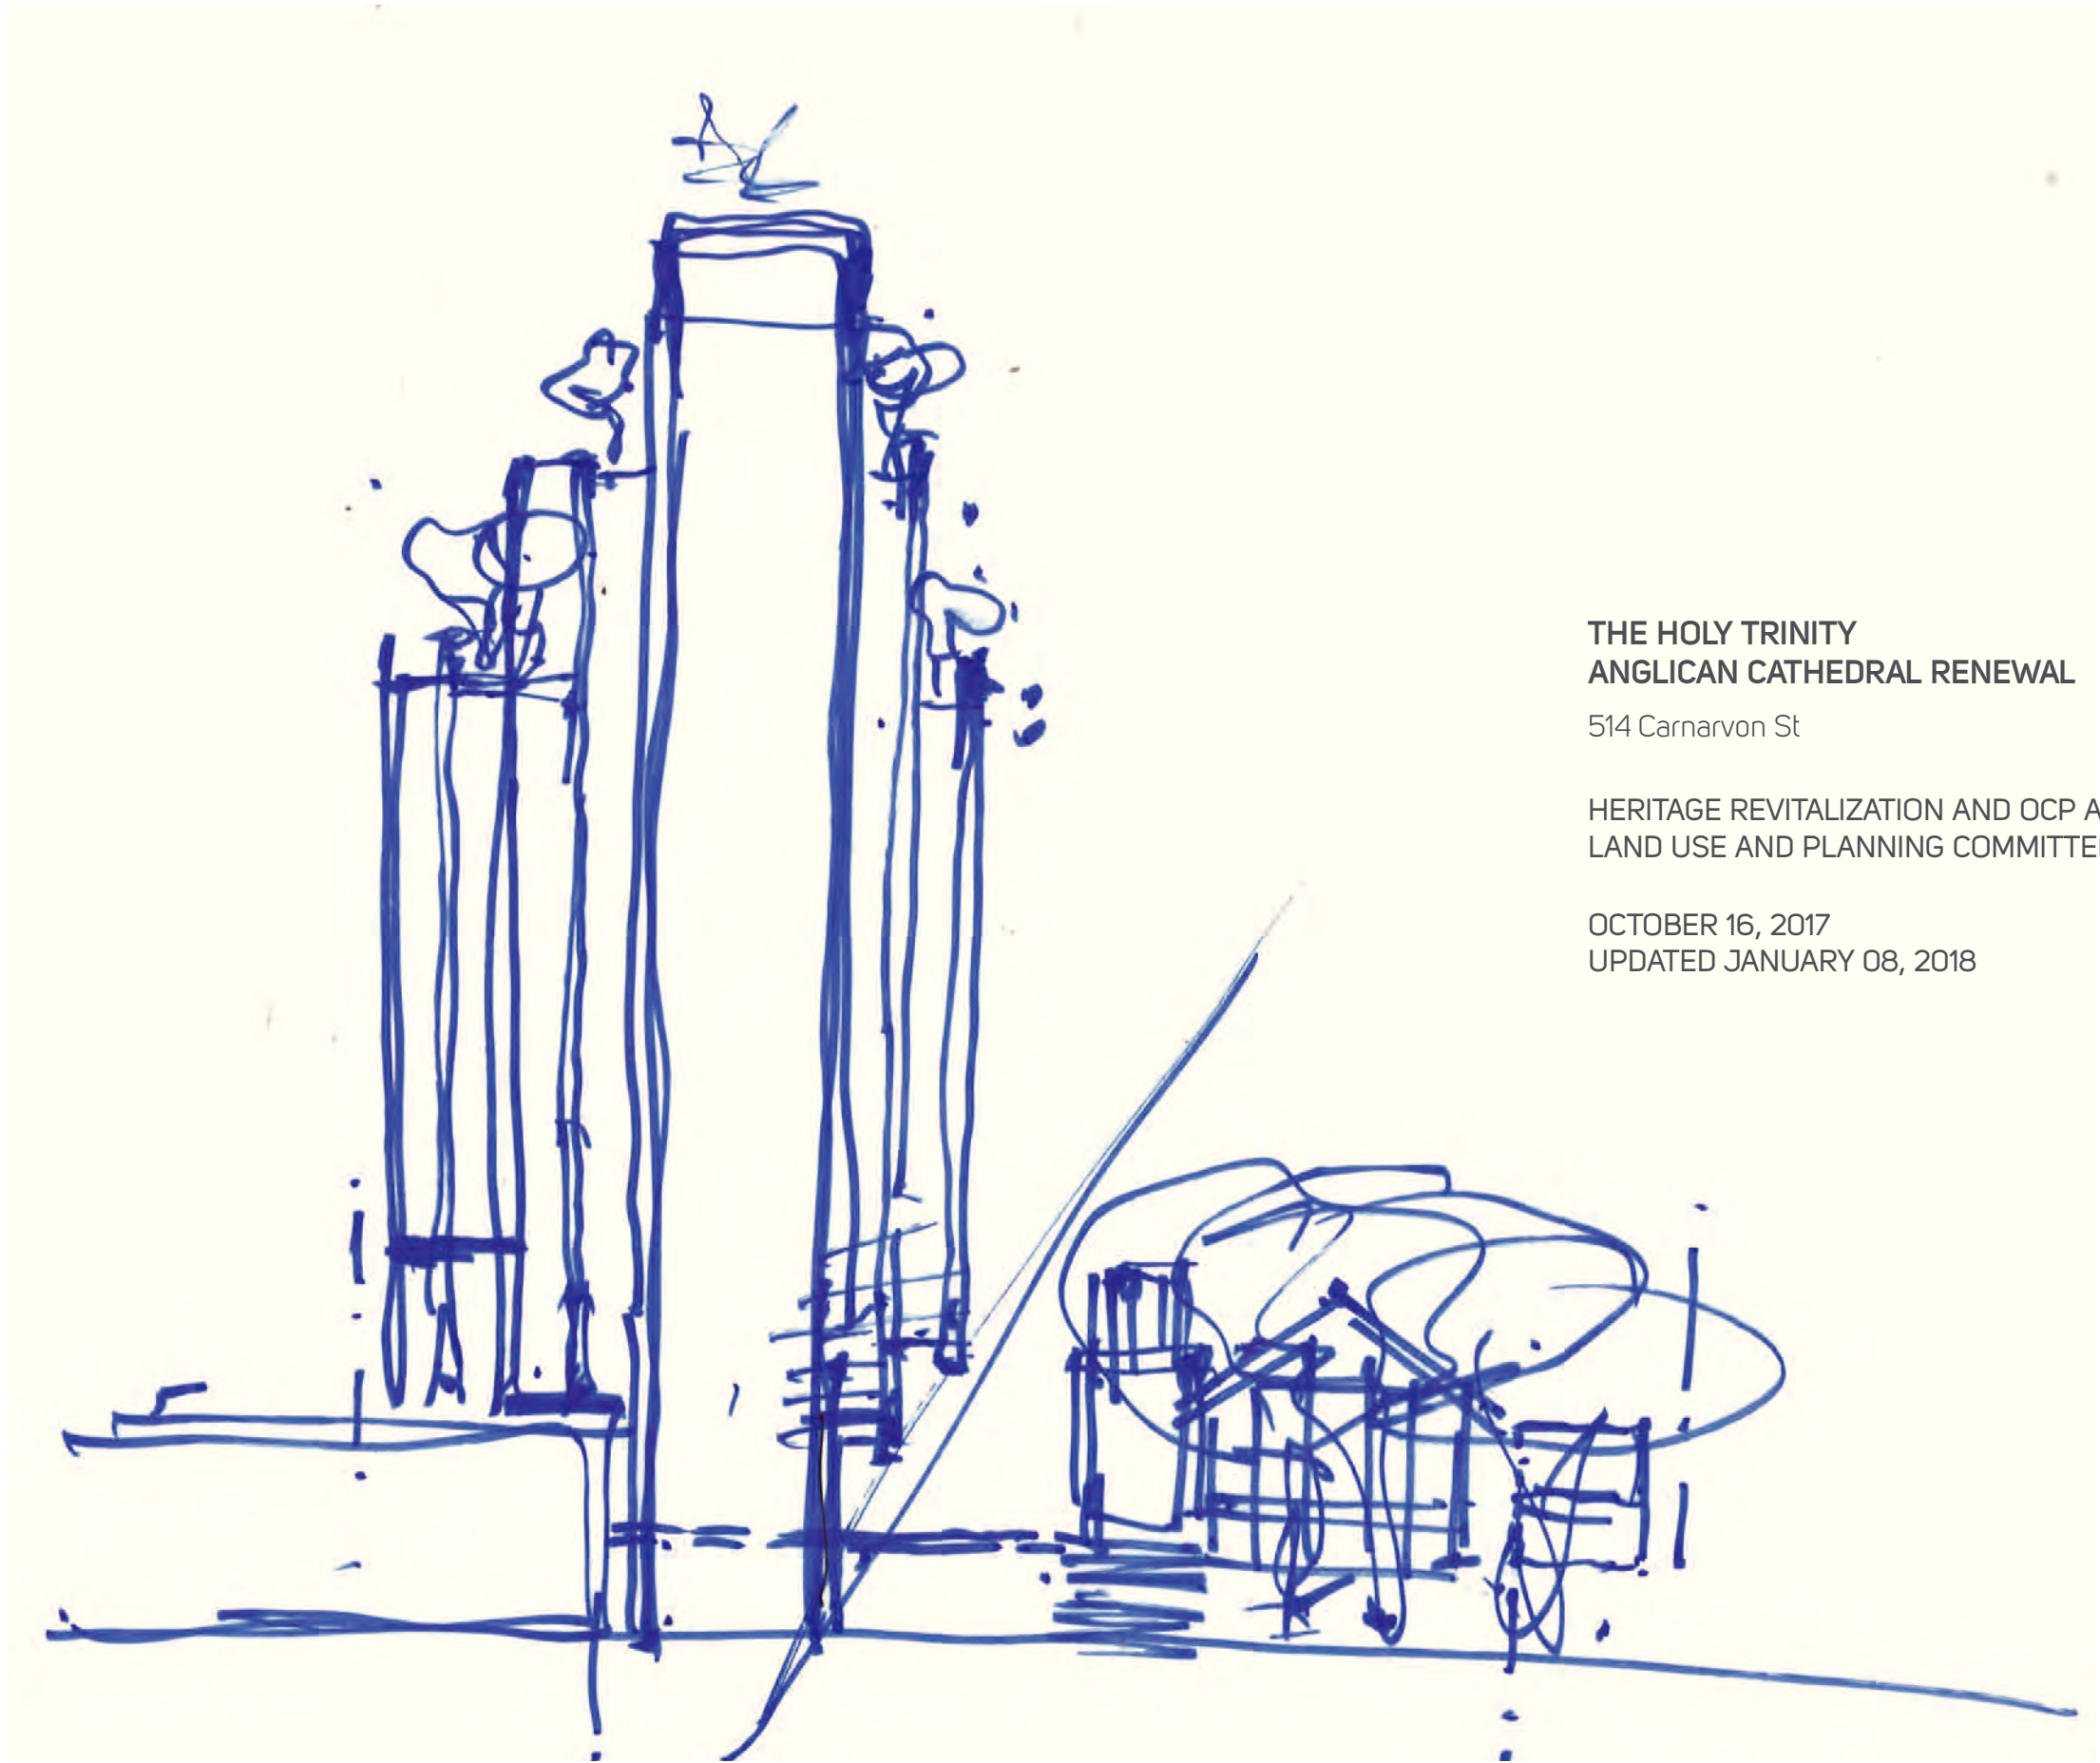 THE HOLY TRINITY
ANGLICAN CATHEDRAL RENEWAL
514 Carnarvon St
HERITAGE REVITALIZATION AND OCP A
LAND USE AND PLANNING COMMITTE
OCTOBER 16, 2017
UPDATED JANUARY 08, 2018